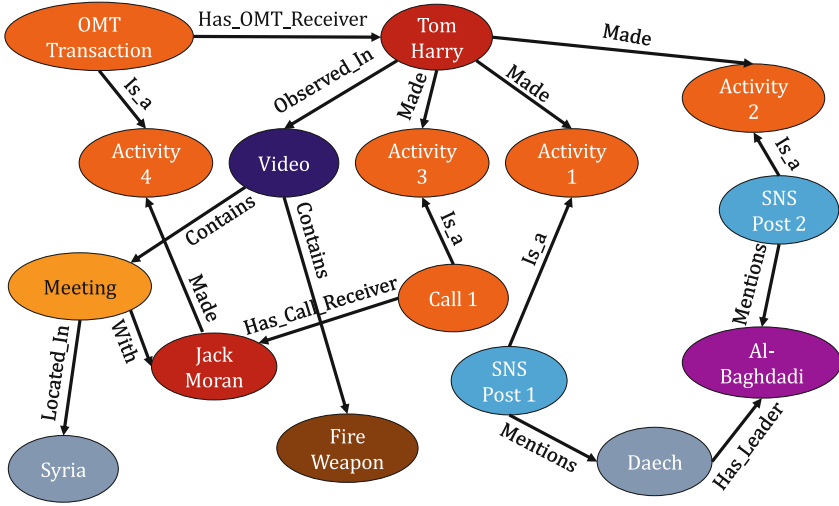 OMT
Transaction
Has_OMT_Receiver
Tom
Harry
Made
Is_a
Observed_In
Made
Made
Activity
2
Activity
4
Video
Activity
3
Activity
1
Is_a
SNS
Post 2
Contains
Contains
Is_a
Is_a
Meeting
Made
Has_Call_Receiver
Call 1
Mentions
With
Located_In
Jack
Moran
SNS
Post 1
Al-
Baghdadi
Syria
Fire
Weapon
Mentions
Daech
Has_Leader